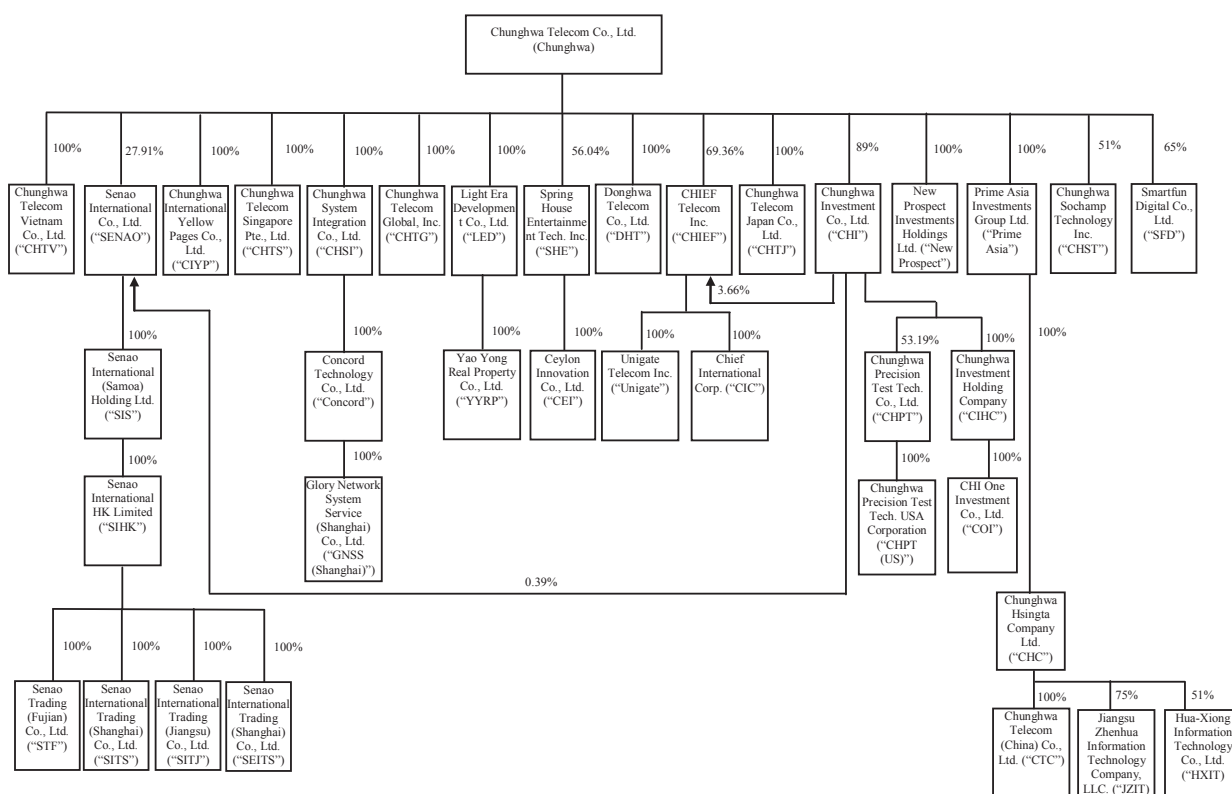 Chunghwa Telecom Co., Ltd.
(Chunghwa)
100%
27.91%
100%
100%
100%
100%
100%
56.04%
100%
69.36%
100%
89%
100%
100%
51%
65%
Chunghwa
Telecom
Vietnam
Co., Ltd.
("CHTV")
Senao
International
Co., Ltd.
("SENAO")
Chunghwa
International
Yellow
Pages Co.,
Ltd.
("CIYP")
Chunghwa
Telecom
Singapore
Pte., Ltd.
("CHTS")
Chunghwa
System
Integration
Co., Ltd.
("CHSI")
Chunghwa
Telecom
Global, Inc.
("CHTG")
Light Era
Developmen
t Co., Ltd.
("LED")
Spring
House
Entertainme
nt Tech. Inc.
("SHE")
Donghwa
Telecom
Co., Ltd.
("DHT")
CHIEF
Telecom
Inc.
("CHIEF")
Chunghwa
Telecom
Japan Co.,
Ltd.
("CHTJ")
Chunghwa
Investment
Co., Ltd.
("CHI")
New
Prospect
Investments
Holdings
Ltd. ("New
Prospect")
Prime Asia
Investments
Group Ltd.
("Prime
Asia")
Chunghwa
Sochamp
Technology
Inc.
("CHST")
Smartfun
Digital Co.,
Ltd.
("SFD")
3.66%
100%
100%
100%
100%
100%
100%
53.19%
100%
100%
Senao
International
(Samoa)
Holding Ltd.
("SIS")
Concord
Technology
Co., Ltd.
("Concord")
Yao Yong
Real Property
Co., Ltd.
("YYRP")
Ceylon
Innovation
Co., Ltd.
("CEI")
Unigate
Telecom Inc.
("Unigate")
Chief
International
Corp. ("CIC")
Chunghwa
Precision
Test Tech.
Co., Ltd.
("CHPT")
Chunghwa
Investment
Holding
Company
("CIHC")
100%
100%
100%
100%
Senao
International
HK Limited
("SIHK")
Glory Network
System
Service
(Shanghai)
Co., Ltd.
("GNSS
(Shanghai)")
Chunghwa
Precision Test
Tech. USA
Corporation
("CHPT
(US)")
CHI One
Investment
Co., Ltd.
("COI")
0.39%
Chunghwa
Hsingta
Company
Ltd.
("CHC")
100%
100%
100%
100%
Senao
Trading
(Fujian)
Co., Ltd.
("STF")
Senao
International
Trading
(Shanghai)
Co., Ltd.
("SITS")
Senao
International
Trading
(Jiangsu)
Co., Ltd.
("SITJ")
Senao
International
Trading
(Shanghai)
Co., Ltd.
("SEITS")
100%
75%
51%
Chunghwa
Telecom
(China) Co.,
Ltd. ("CTC")
Jiangsu
Zhenhua
Information
Technology
Company,
LLC. ("JZIT)
Hua-Xiong
Information
Technology
Co., Ltd.
("HXIT)